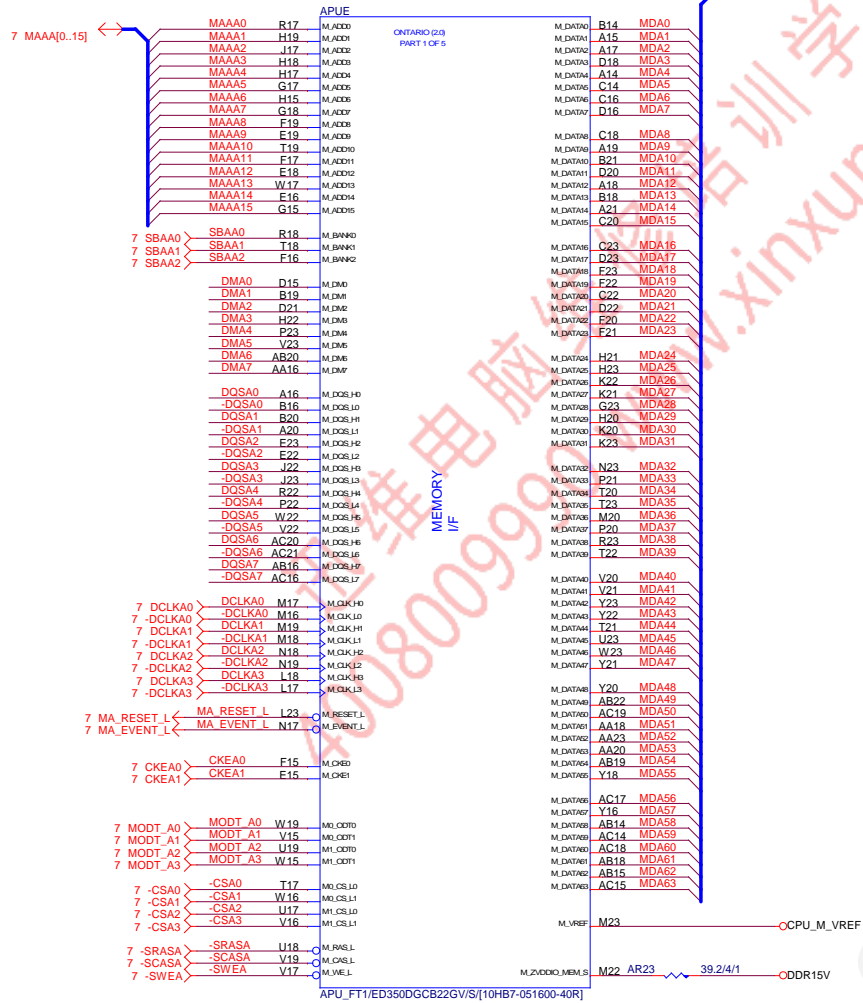 APUE
ONTARIO (2.0)
PART 1 OF 5
7 MAAA[0..15]
MAAA0 R17 M_ADD0
MAAA1 H19 M_ADD1
MAAA2 J17 M_ADD2
MAAA3 H18 M_ADD3
MAAA4 H17 M_ADD4
MAAA5 G17 M_ADD5
MAAA6 H15 M_ADD6
MAAA7 G18 M_ADD7
MAAA8 F19 M_ADD8
MAAA9 E19 M_ADD9
MAAA10 T19 M_ADD10
MAAA11 F17 M_ADD11
MAAA12 E18 M_ADD12
MAAA13 W17 M_ADD13
MAAA14 E16 M_ADD14
MAAA15 G15 M_ADD15
7 SBAA0 SBAA0 R18 M_BANK0
7 SBAA1 SBAA1 T18 M_BANK1
7 SBAA2 SBAA2 F16 M_BANK2
DMA0 D15 M_DM0
DMA1 B19 M_DM1
DMA2 D21 M_DM2
DMA3 H22 M_DM3
DMA4 P23 M_DM4
DMA5 V23 M_DM5
DMA6 AB20 M_DM6
DMA7 AA16 M_DM7
DQSA0 A16 M_DQS_H0
-DQSA0 B16 M_DQS_L0
DQSA1 B20 M_DQS_H1
-DQSA1 A20 M_DQS_L1
DQSA2 E23 M_DQS_H2
-DQSA2 E22 M_DQS_L2
DQSA3 J22 M_DQS_H3
-DQSA3 J23 M_DQS_L3
DQSA4 R22 M_DQS_H4
-DQSA4 P22 M_DQS_L4
DQSA5 W22 M_DQS_H5
-DQSA5 V22 M_DQS_L5
DQSA6 AC20 M_DQS_H6
-DQSA6 AC21 M_DQS_L6
DQSA7 AB16 M_DQS_H7
-DQSA7 AC16 M_DQS_L7
7 DCLKA0 DCLKA0 M17 M_CLK_H0
7 -DCLKA0 -DCLKA0 M16 M_CLK_L0
7 DCLKA1 DCLKA1 M19 M_CLK_H1
7 -DCLKA1 -DCLKA1 M18 M_CLK_L1
7 DCLKA2 DCLKA2 N18 M_CLK_H2
7 -DCLKA2 -DCLKA2 N19 M_CLK_L2
7 DCLKA3 DCLKA3 L18 M_CLK_H3
7 -DCLKA3 -DCLKA3 L17 M_CLK_L3
7 MA_RESET_L MA_RESET_L L23 M_RESET_L
7 MA_EVENT_L MA_EVENT_L N17 M_EVENT_L
7 CKEA0 CKEA0 F15 M_CKE0
7 CKEA1 CKEA1 E15 M_CKE1
7 MODT_A0 MODT_A0 W19 M0_ODT0
7 MODT_A1 MODT_A1 V15 M0_ODT1
7 MODT_A2 MODT_A2 U19 M1_ODT0
7 MODT_A3 MODT_A3 W15 M1_ODT1
7 -CSA0 -CSA0 T17 M0_CS_L0
7 -CSA1 -CSA1 W16 M0_CS_L1
7 -CSA2 -CSA2 U17 M1_CS_L0
7 -CSA3 -CSA3 V16 M1_CS_L1
7 -SRASA -SRASA U18 M_RAS_L
7 -SCASA -SCASA V19 M_CAS_L
7 -SWEA -SWEA V17 M_WE_L
MEMORY
I/F
M_DATA0 B14 MDA0
M_DATA1 A15 MDA1
M_DATA2 A17 MDA2
M_DATA3 D18 MDA3
M_DATA4 A14 MDA4
M_DATA5 C14 MDA5
M_DATA6 C16 MDA6
M_DATA7 D16 MDA7
M_DATA8 C18 MDA8
M_DATA9 A19 MDA9
M_DATA10 B21 MDA10
M_DATA11 D20 MDA11
M_DATA12 A18 MDA12
M_DATA13 B18 MDA13
M_DATA14 A21 MDA14
M_DATA15 C20 MDA15
M_DATA16 C23 MDA16
M_DATA17 D23 MDA17
M_DATA18 F23 MDA18
M_DATA19 F22 MDA19
M_DATA20 C22 MDA20
M_DATA21 D22 MDA21
M_DATA22 F20 MDA22
M_DATA23 F21 MDA23
M_DATA24 H21 MDA24
M_DATA25 H23 MDA25
M_DATA26 K22 MDA26
M_DATA27 K21 MDA27
M_DATA28 G23 MDA28
M_DATA29 H20 MDA29
M_DATA30 K20 MDA30
M_DATA31 K23 MDA31
M_DATA32 N23 MDA32
M_DATA33 P21 MDA33
M_DATA34 T20 MDA34
M_DATA35 T23 MDA35
M_DATA36 M20 MDA36
M_DATA37 P20 MDA37
M_DATA38 R23 MDA38
M_DATA39 T22 MDA39
M_DATA40 V20 MDA40
M_DATA41 V21 MDA41
M_DATA42 Y23 MDA42
M_DATA43 Y22 MDA43
M_DATA44 T21 MDA44
M_DATA45 U23 MDA45
M_DATA46 W23 MDA46
M_DATA47 Y21 MDA47
M_DATA48 Y20 MDA48
M_DATA49 AB22 MDA49
M_DATA50 AC19 MDA50
M_DATA51 AA18 MDA51
M_DATA52 AA23 MDA52
M_DATA53 AA20 MDA53
M_DATA54 AB19 MDA54
M_DATA55 Y18 MDA55
M_DATA56 AC17 MDA56
M_DATA57 Y16 MDA57
M_DATA58 AB14 MDA58
M_DATA59 AC14 MDA59
M_DATA60 AC18 MDA60
M_DATA61 AB18 MDA61
M_DATA62 AB15 MDA62
M_DATA63 AC15 MDA63
M_VREF M23 CPU_M_VREF
M_ZVDDIO_MEM_S M22 AR23 39.2/4/1 DDR15V
APU_FT1/ED350DGCB22GV/S/[10HB7-051600-40R]
迅维电脑维修培训学
4008009990 www.xinxun